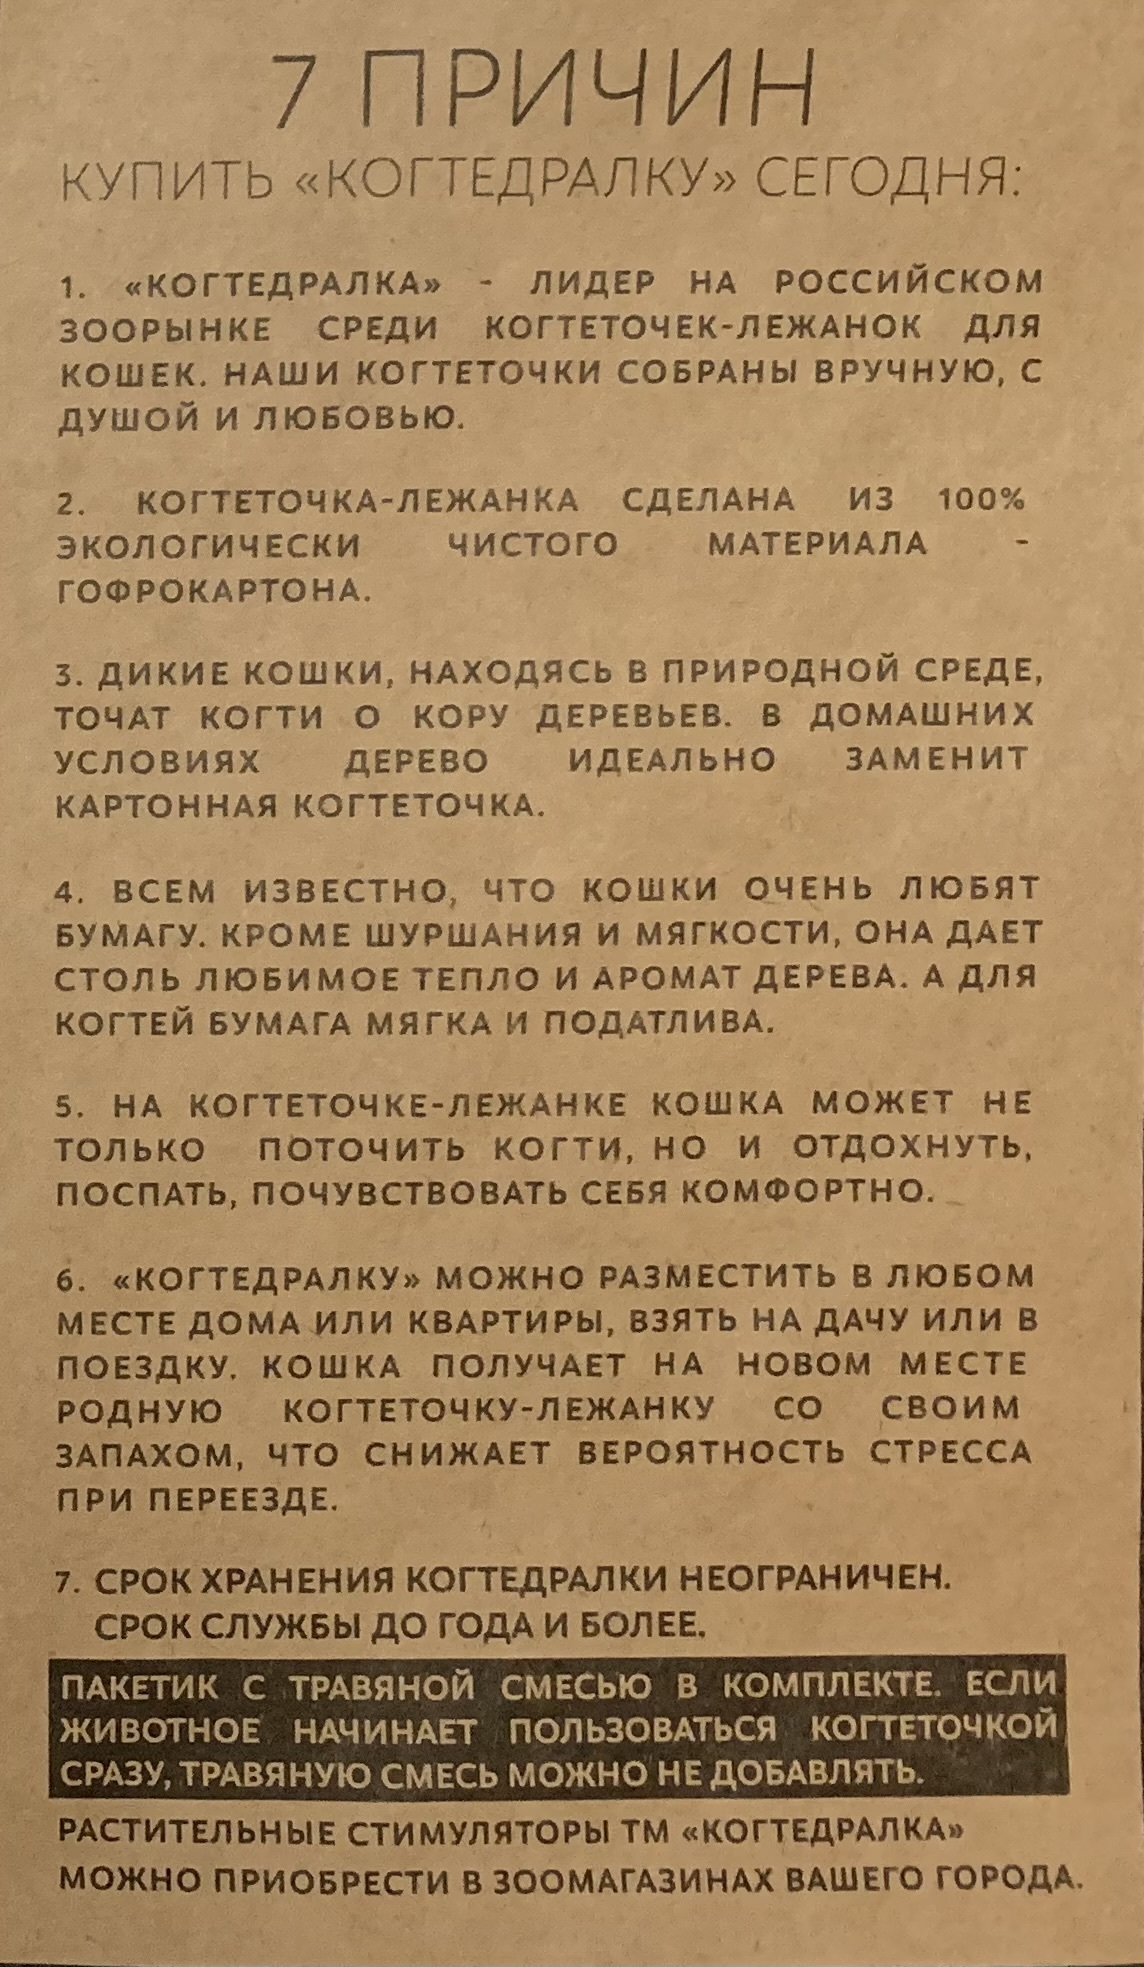 7 ПРИЧИН
КУПИТЬ «КОГТЕДРАЛКУ» СЕГОДНЯ:
1. «КОГТЕДРАЛКА» - ЛИДЕР НА РОССИЙСКОМ
ЗООРЫНКЕ СРЕДИ КОГТЕТОЧЕК-ЛЕЖАНОК ДЛЯ
КОШЕК. НАШИ КОГТЕТОЧКИ СОБРАНЫ ВРУЧНУЮ, С
ДУШОЙ И ЛЮБОВЬЮ.
2. КОГТЕТОЧКА-ЛЕЖАНКА СДЕЛАНА ИЗ 100%
ЭКОЛОГИЧЕСКИ ЧИСТОГО МАТЕРИАЛА -
ГОФРОКАРТОНА.
3. ДИКИЕ КОШКИ, НАХОДЯСЬ В ПРИРОДНОЙ СРЕДЕ,
ТОЧАТ КОГТИ О КОРУ ДЕРЕВЬЕВ. В ДОМАШНИХ
УСЛОВИЯХ ДЕРЕВО ИДЕАЛЬНО ЗАМЕНИТ
КАРТОННАЯ КОГТЕТОЧКА.
4. ВСЕМ ИЗВЕСТНО, ЧТО КОШКИ ОЧЕНЬ ЛЮБЯТ
БУМАГУ. КРОМЕ ШУРШАНИЯ И МЯГКОСТИ, ОНА ДАЕТ
СТОЛЬ ЛЮБИМОЕ ТЕПЛО И АРОМАТ ДЕРЕВА. А ДЛЯ
КОГТЕЙ БУМАГА МЯГКА И ПОДАТЛИВА.
5. НА КОГТЕТОЧКЕ-ЛЕЖАНКЕ КОШКА МОЖЕТ НЕ
ТОЛЬКО ПОТОЧИТЬ КОГТИ, НО И ОТДОХНУТЬ,
ПОСПАТЬ, ПОЧУВСТВОВАТЬ СЕБЯ КОМФОРТНО.
6. «КОГТЕДРАЛКУ» МОЖНО РАЗМЕСТИТЬ В ЛЮБОМ
МЕСТЕ ДОМА ИЛИ КВАРТИРЫ, ВЗЯТЬ НА ДАЧУ ИЛИ В
ПОЕЗДКУ. КОШКА ПОЛУЧАЕТ НА НОВОМ МЕСТЕ
РОДНУЮ КОГТЕТОЧКУ-ЛЕЖАНКУ СО СВОИМ
ЗАПАХОМ, ЧТО СНИЖАЕТ ВЕРОЯТНОСТЬ СТРЕССА
ПРИ ПЕРЕЕЗДЕ.
7. СРОК ХРАНЕНИЯ КОГТЕДРАЛКИ НЕОГРАНИЧЕН.
СРОК СЛУЖБЫ ДО ГОДА И БОЛЕЕ.
ПАКЕТИК С ТРАВЯНОЙ СМЕСЬЮ В КОМПЛЕКТЕ. ЕСЛИ
ЖИВОТНОЕ НАЧИНАЕТ ПОЛЬЗОВАТЬСЯ КОГТЕТОЧКОЙ
СРАЗУ, ТРАВЯНУЮ СМЕСЬ МОЖНО НЕ ДОБАВЛЯТЬ.
РАСТИТЕЛЬНЫЕ СТИМУЛЯТОРЫ ТМ «КОГТЕДРАЛКА»
МОЖНО ПРИОБРЕСТИ В ЗООМАГАЗИНАХ ВАШЕГО ГОРОДА.